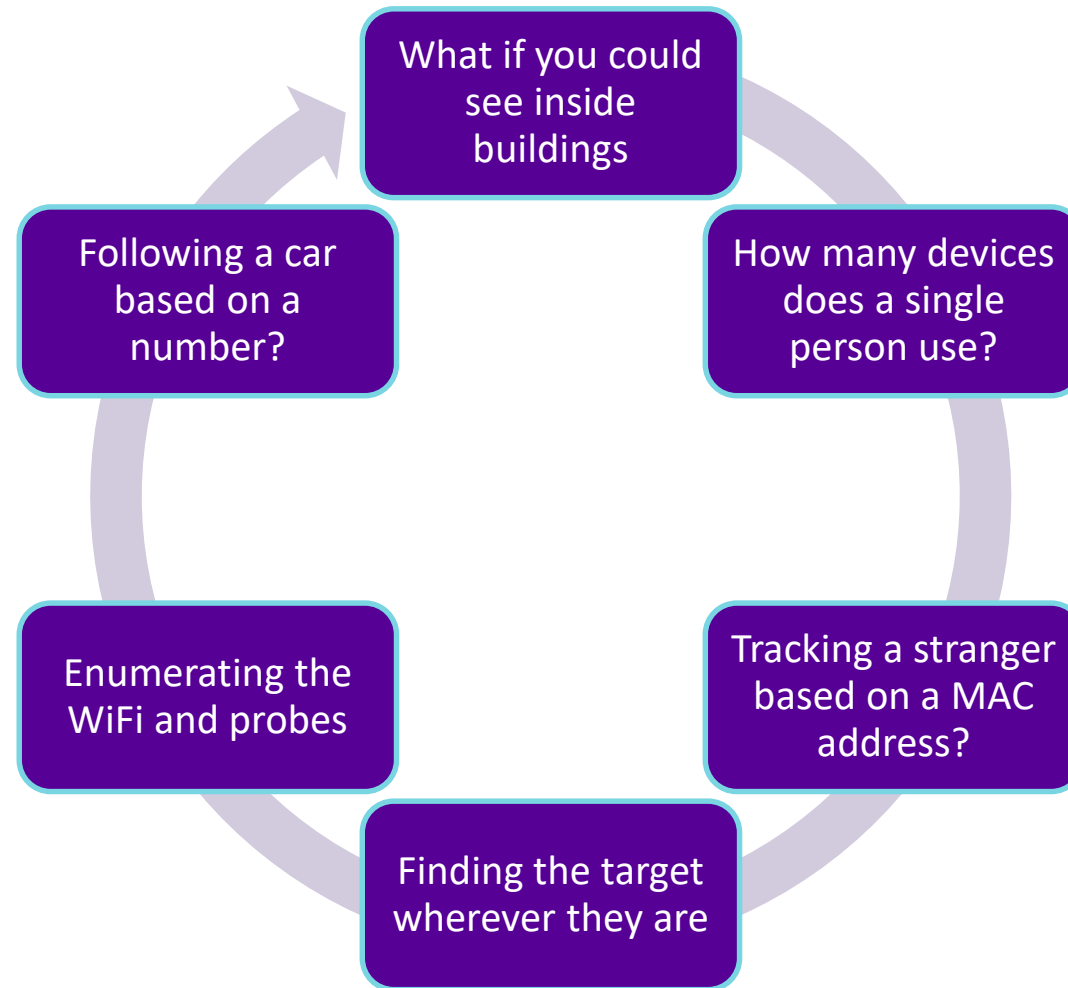 What if you could
see inside
buildings
How many devices
does a single
person use?
Tracking a stranger
based on a MAC
address?
Finding the target
wherever they are
Enumerating the
WiFi and probes
Following a car
based on a
number?